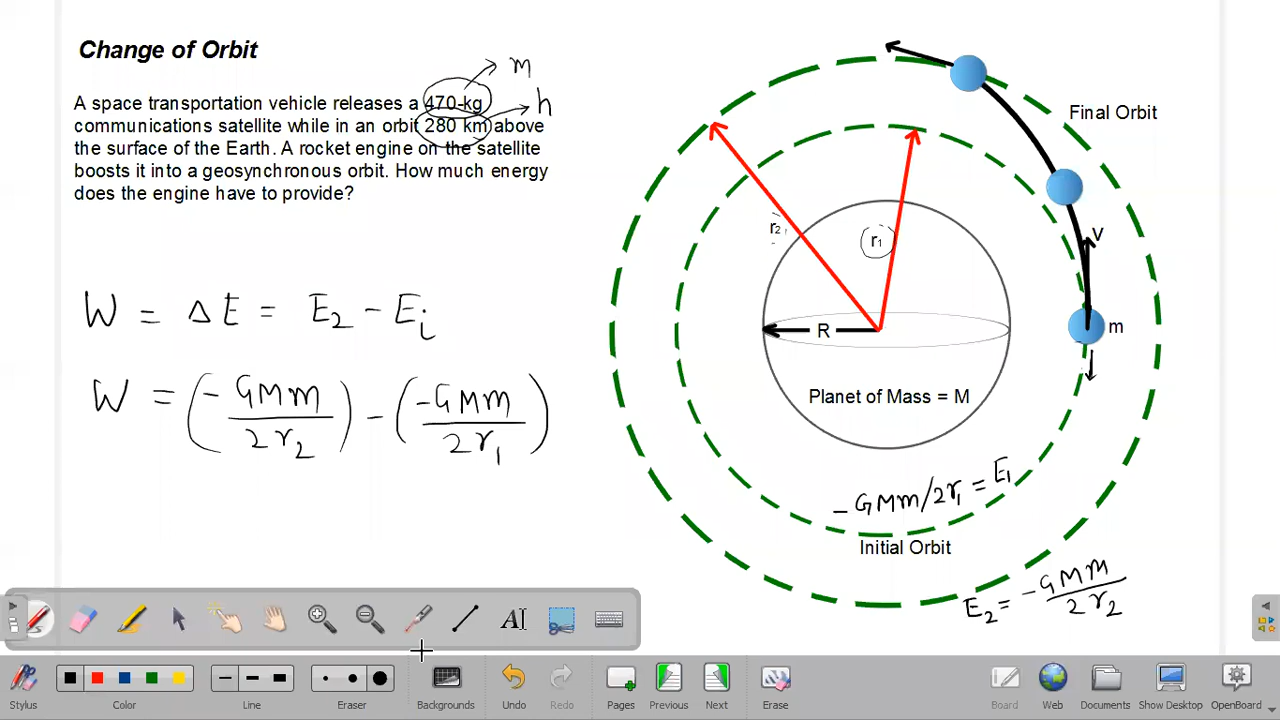 Change of Orbit
m
A space transportation vehicle releases a 470-kg
h
communications satellite while in an orbit 280 km above
the surface of the Earth. A rocket engine on the satellite
boosts it into a geosynchronous orbit. How much energy
does the engine have to provide?
W = ΔE = E2 - Ei
W = (- GMm / 2r2) - (-GMm / 2r1)
Final Orbit
r2
r1
V
R
m
Planet of Mass = M
- GMm/2r1 = E1
Initial Orbit
E2 = - GMm / 2r2
Styles
Color
Line
Eraser
Backgrounds
Undo
Redo
Pages
Previous
Next
Erase
Board
Web
Documents
Show Desktop
OpenBoard